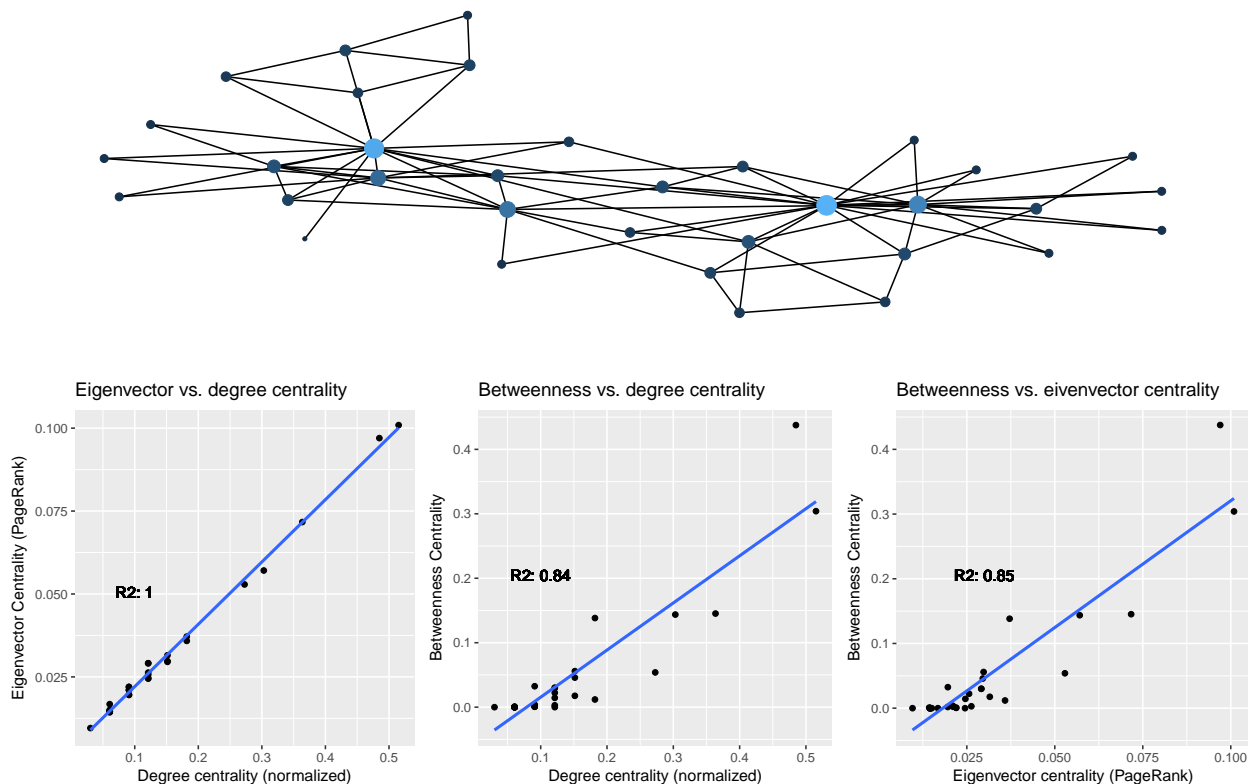 Eigenvector vs. degree centrality
Eigenvector Centrality (PageRank)
0.100
0.075
0.050
0.025
R2: 1
0.1 0.2 0.3 0.4 0.5
Degree centrality (normalized)
Betweenness vs. degree centrality
Betweenness Centrality
0.4
0.3
0.2
0.1
0.0
R2: 0.84
0.1 0.2 0.3 0.4 0.5
Degree centrality (normalized)
Betweenness vs. eivenvector centrality
Betweenness Centrality
0.4
0.3
0.2
0.1
0.0
R2: 0.85
0.025 0.050 0.075 0.100
Eigenvector centrality (PageRank)